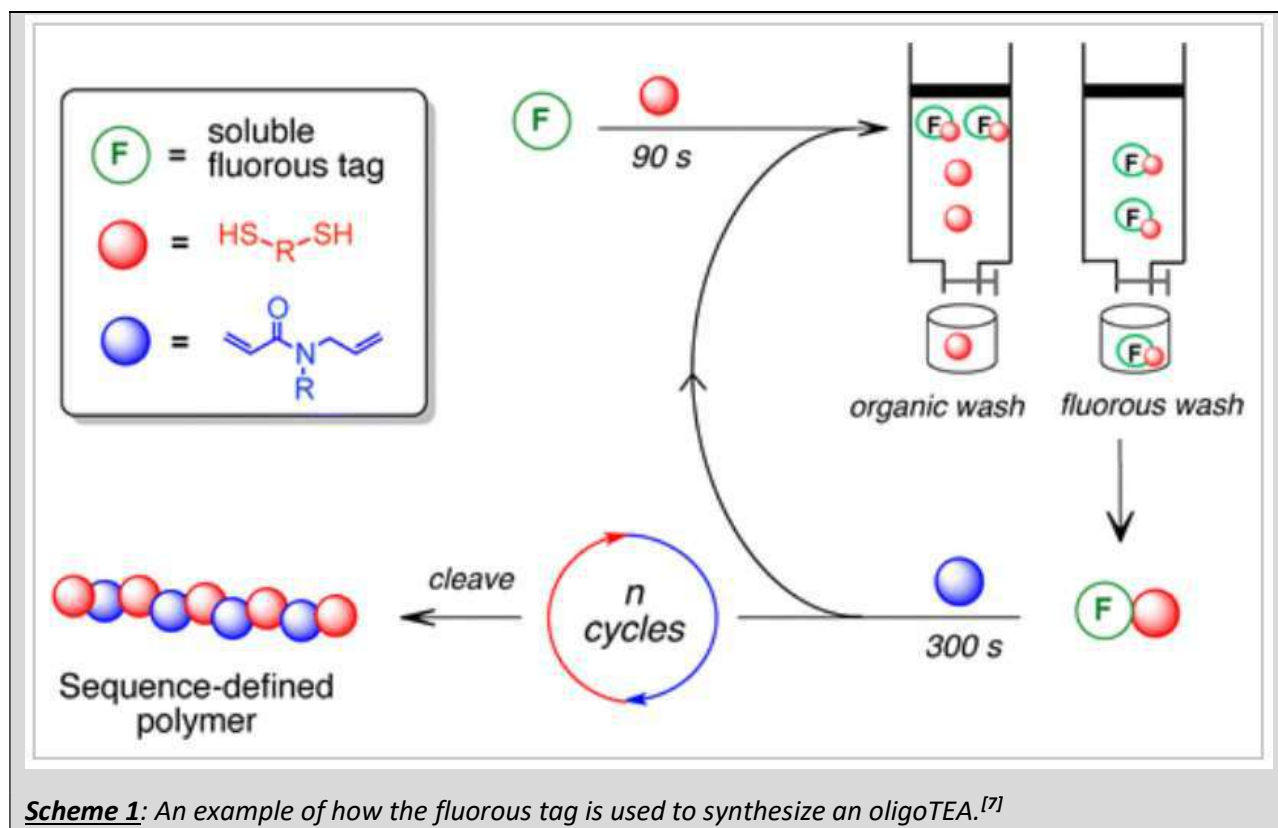 F = soluble
fluorous tag
= HS R SH
= O
N
R
F
90 s
F F
F
F
F
organic wash
fluorous wash
F
300 s
n
cycles
cleave
Sequence-defined
polymer
Scheme 1: An example of how the fluorous tag is used to synthesize an oligoTEA.[7]